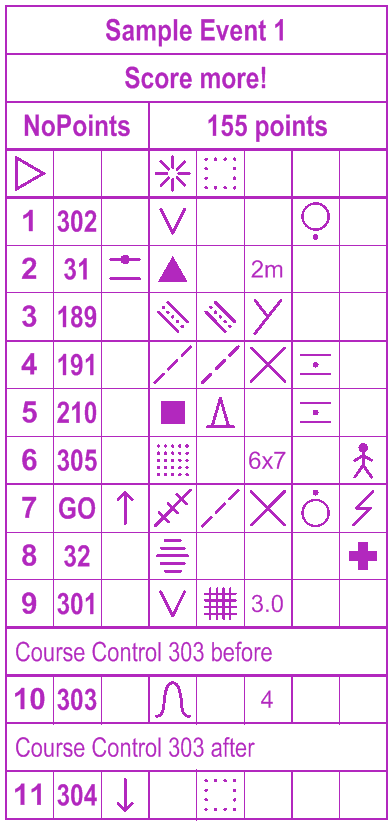 Sample Event 1
Score more!
NoPoints 155 points
1 302
2 31 2m
3 189
4 191
5 210
6 305 6x7
7 GO
8 32
9 301 3.0
Course Control 303 before
10 303 4
Course Control 303 after
11 304